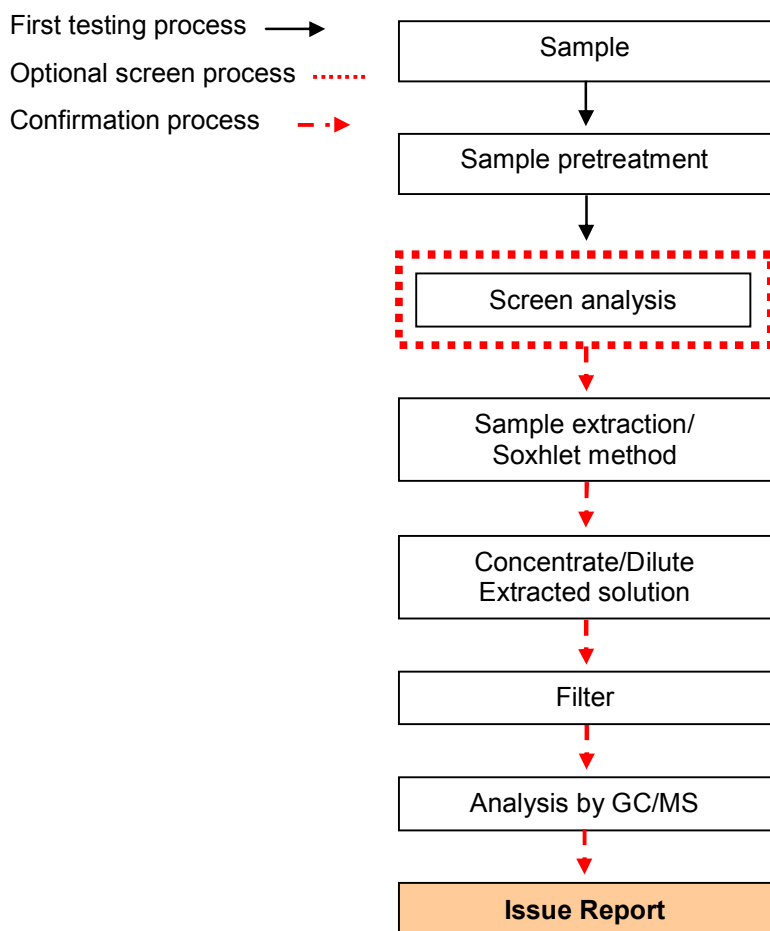 First testing process
Optional screen process
Confirmation process
Sample
Sample pretreatment
Screen analysis
Sample extraction/
Soxhlet method
Concentrate/Dilute
Extracted solution
Filter
Analysis by GC/MS
Issue Report